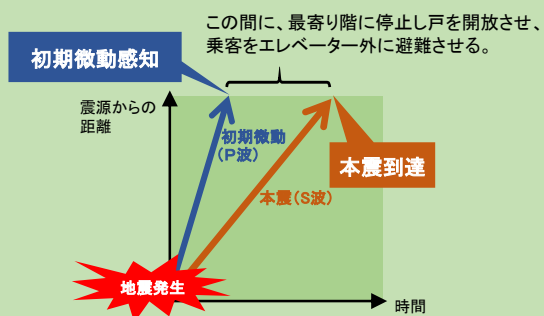 この間に、最寄り階に停止し戸を開放させ、
乗客をエレベーター外に避難させる。
初期微動感知
震源からの
距離
初期微動
（Ｐ波）
本震到達
本震（S波）
地震発生
時間